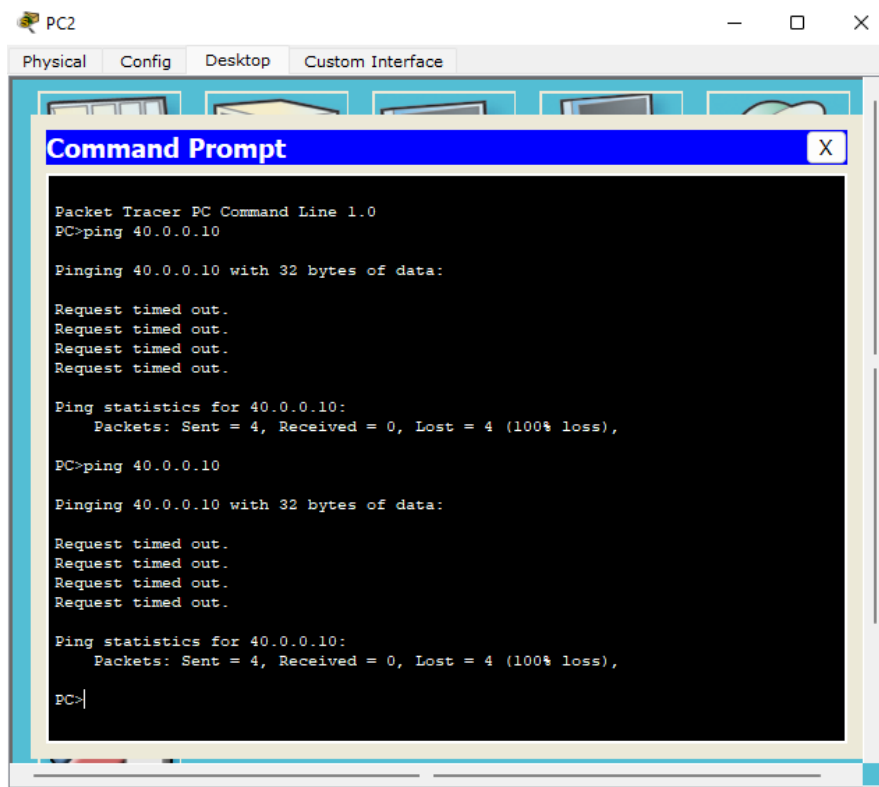 PC2
Physical Config Desktop Custom Interface
Command Prompt X
Packet Tracer PC Command Line 1.0
PC>ping 40.0.0.10
Pinging 40.0.0.10 with 32 bytes of data:
Request timed out.
Request timed out.
Request timed out.
Request timed out.
Ping statistics for 40.0.0.10:
Packets: Sent = 4, Received = 0, Lost = 4 (100% loss),
PC>ping 40.0.0.10
Pinging 40.0.0.10 with 32 bytes of data:
Request timed out.
Request timed out.
Request timed out.
Request timed out.
Ping statistics for 40.0.0.10:
Packets: Sent = 4, Received = 0, Lost = 4 (100% loss),
PC>